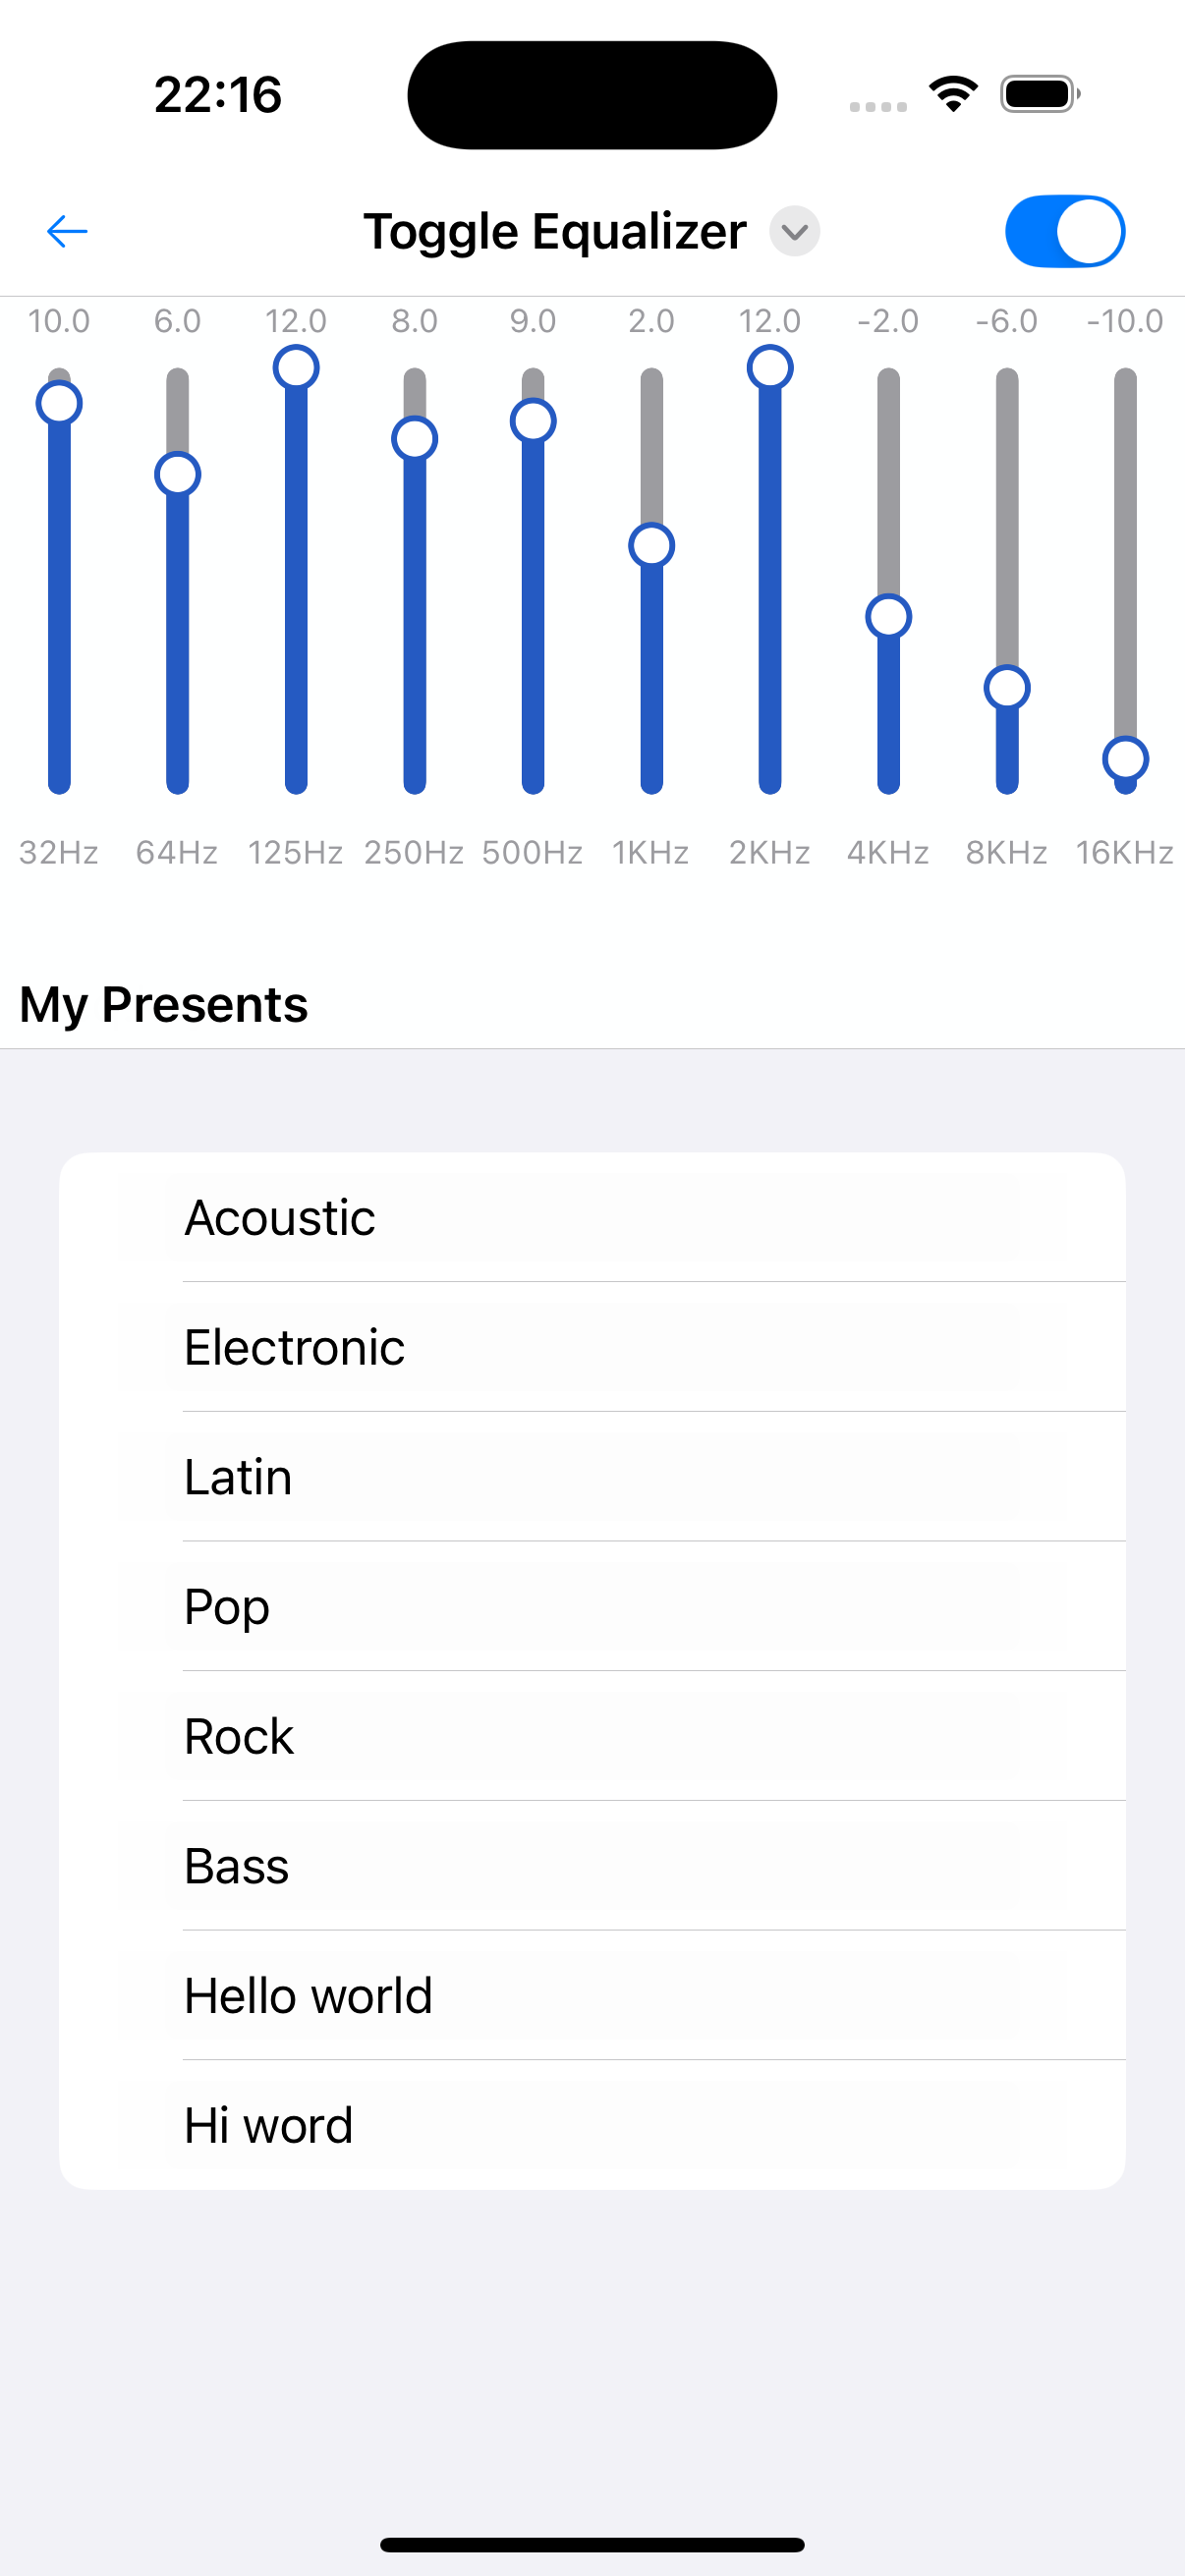 22:16
Toggle Equalizer
10.0 6.0 12.0 8.0 9.0 2.0 12.0 -2.0 -6.0 -10.0
32Hz 64Hz 125Hz 250Hz 500Hz 1KHz 2KHz 4KHz 8KHz 16KHz
My Presents
Acoustic
Electronic
Latin
Pop
Rock
Bass
Hello world
Hi word